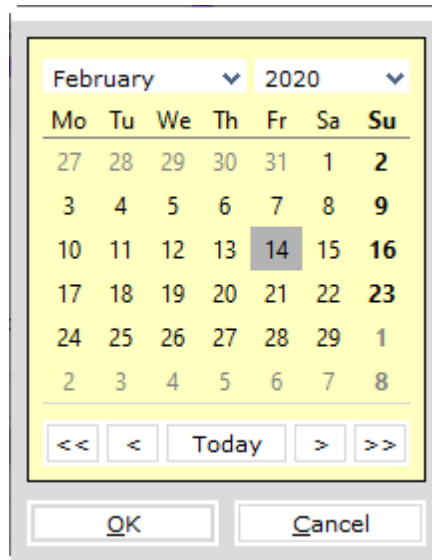 February 2020
Mo Tu We Th Fr Sa Su
27 28 29 30 31 1 2
3 4 5 6 7 8 9
10 11 12 13 14 15 16
17 18 19 20 21 22 23
24 25 26 27 28 29 1
2 3 4 5 6 7 8
<< < Today > >>
OK Cancel